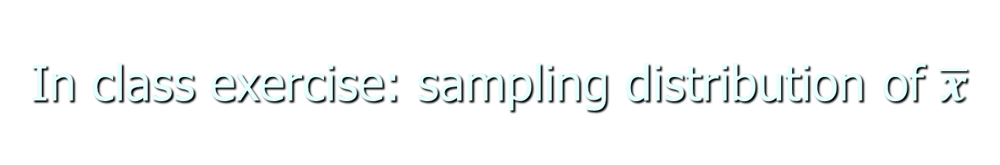 In class exercise: sampling distribution of x̅